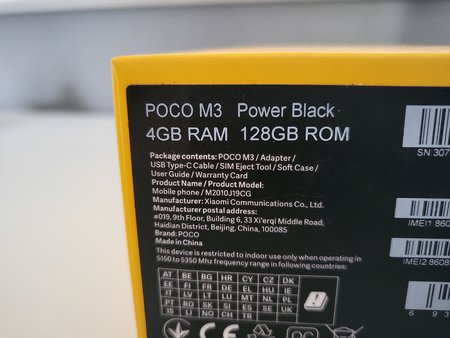 POCO M3 Power Black
4GB RAM 128GB ROM
Package contents: POCO M3 / Adapter /
USB Type-C Cable / SIM Eject Tool / Soft Case /
User Guide / Warranty Card
Product Name / Product Model:
Mobile phone / M2010J19CG
Manufacturer: Xiaomi Communications Co., Ltd.
Manufacturer postal address:
#019, 9th Floor, Building 6, 33 Xi'erqi Middle Road,
Haidian District, Beijing, China, 100085
Brand: POCO
Made in China
This device is restricted to indoor use only when operating in
5150 to 5350 Mhz frequency range in following countries:
AT BE BG HR CY CZ DK
EE FI FR DE EL HU IE
IT LV LT LU MT NL PL
PT RO SK SI ES SE UK
IS LI NO CH TR
CE
SN:307
IMEI1 860
IMEI2 8608
6 93